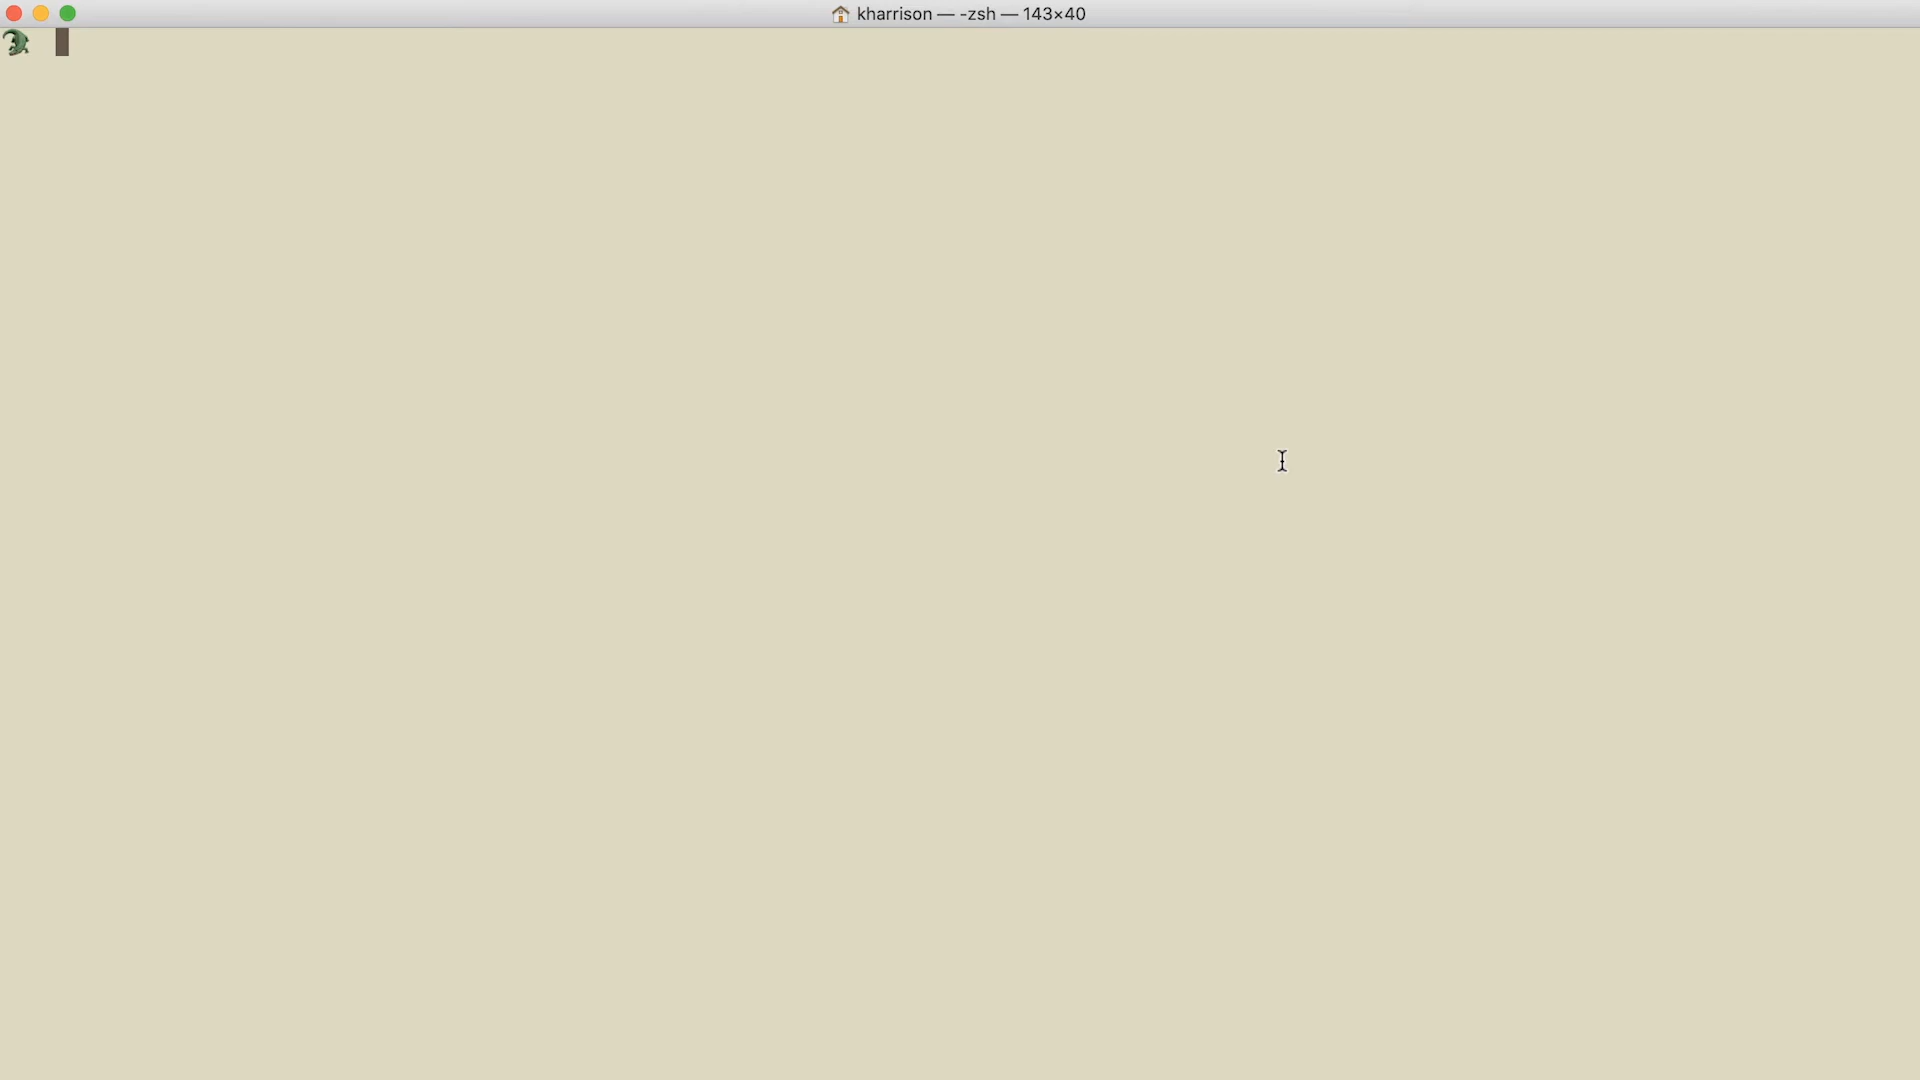 kharrison — -zsh — 143×40